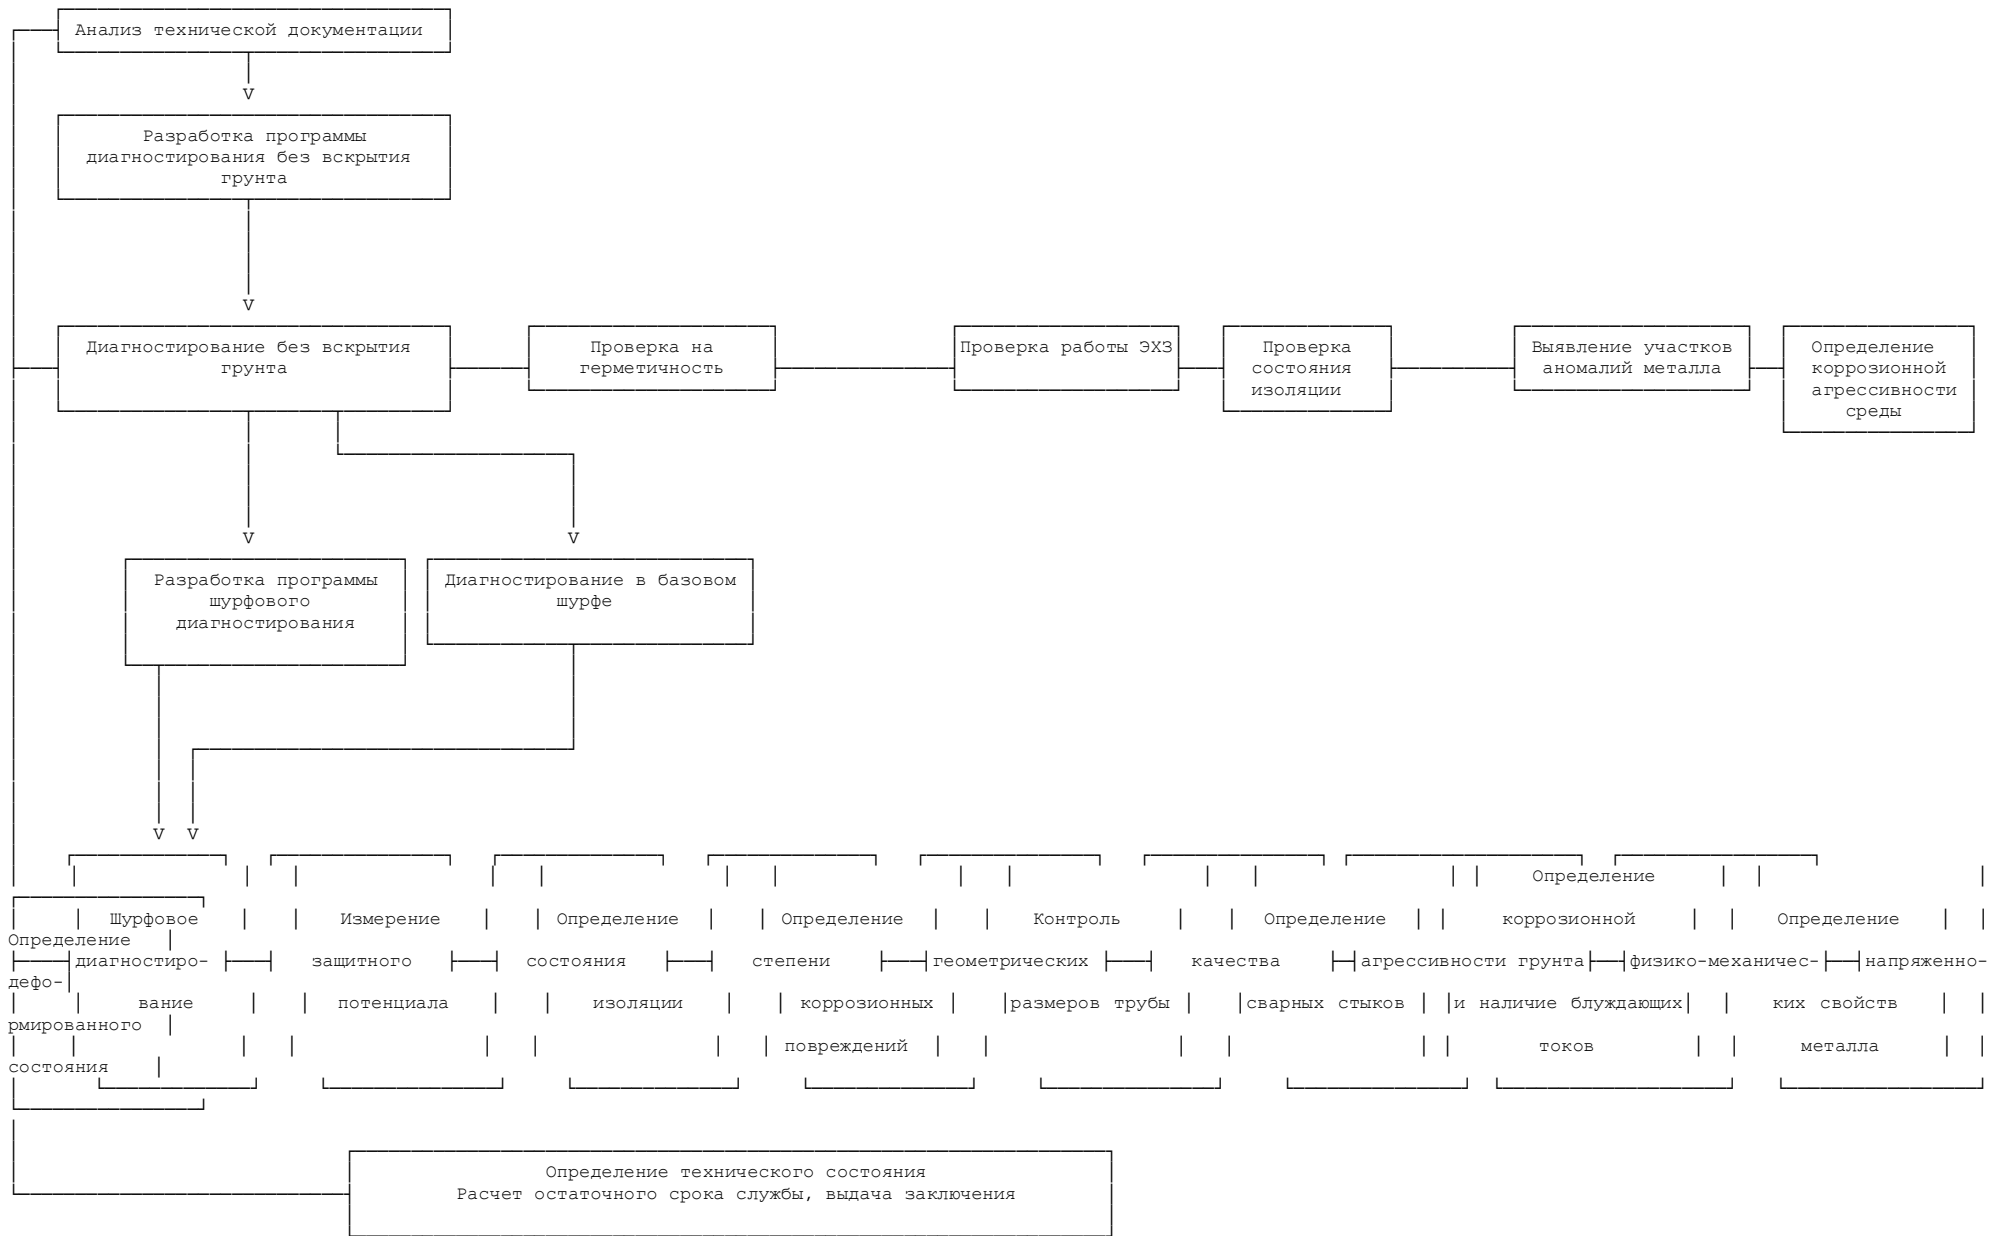 Анализ технической документации
V
Разработка программы
диагностирования без вскрытия
грунта
V
Диагностирование без вскрытия
грунта
Проверка на
герметичность
Проверка работы ЭХЗ
Проверка
состояния
изоляции
Выявление участков
аномалий металла
Определение
коррозионной
агрессивности
среды
V V
Разработка программы
шурфового
диагностирования
Диагностирование в базовом
шурфе
V V
Определение
Шурфовое Измерение Определение Определение Контроль Определение коррозионной Определение
Определение
диагностиро- защитного состояния степени геометрических качества агрессивности грунта физико-механичес- напряженно-
дефо-
вание потенциала изоляции коррозионных размеров трубы сварных стыков и наличие блуждающих ких свойств
рмированного
повреждений токов металла
состояния
Определение технического состояния
Расчет остаточного срока службы, выдача заключения